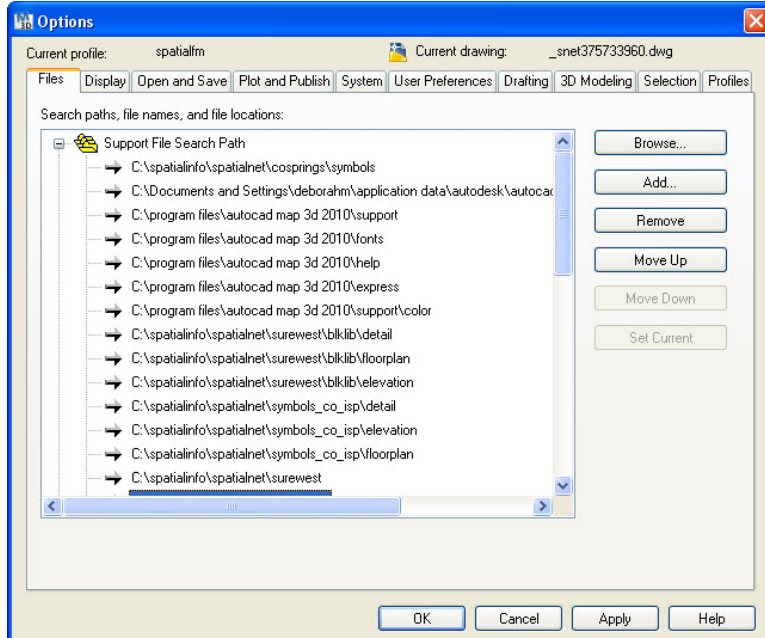 Options
Current profile: spatialfm Current drawing: _snet375733960.dwg
Files Display Open and Save Plot and Publish System User Preferences Drafting 3D Modeling Selection Profiles
Search paths, file names, and file locations:
Support File Search Path
C:\spatialinfo\spatialnet\cosprings\symbols
C:\Documents and Settings\deborahm\application data\autodesk\autocad
C:\program files\autocad map 3d 2010\support
C:\program files\autocad map 3d 2010\fonts
C:\program files\autocad map 3d 2010\help
C:\program files\autocad map 3d 2010\express
C:\program files\autocad map 3d 2010\support\color
C:\spatialinfo\spatialnet\surewest\blklib\detail
C:\spatialinfo\spatialnet\surewest\blklib\floorplan
C:\spatialinfo\spatialnet\surewest\blklib\elevation
C:\spatialinfo\spatialnet\symbols_co_isp\detail
C:\spatialinfo\spatialnet\symbols_co_isp\elevation
C:\spatialinfo\spatialnet\symbols_co_isp\floorplan
C:\spatialinfo\spatialnet\surewest
Browse...
Add...
Remove
Move Up
Move Down
Set Current
OK Cancel Apply Help